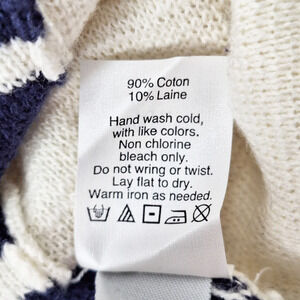 90% Coton
10% Laine
Hand wash cold,
with like colors.
Non chlorine
bleach only.
Do not wring or twist.
Lay flat to dry.
Warm iron as needed.